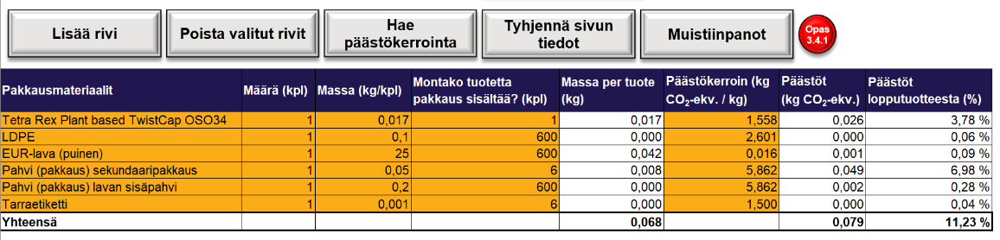 Lisää rivi
Poista valitut rivit
Hae päästökerrointa
Tyhjennä sivun tiedot
Muistiinpanot
Opas 3.4.1
Pakkausmateriaalit Määrä (kpl) Massa (kg/kpl) Montako tuotetta pakkaus sisältää? (kpl) Massa per tuote (kg) Päästökerroin (kg CO₂-ekv. / kg) Päästöt (kg CO₂-ekv.) Päästöt lopputuotteesta (%)
Tetra Rex Plant based TwistCap OSO34 1 0,017 1 0,017 1,558 0,026 3,78 %
LDPE 1 0,1 600 0,000 2,601 0,000 0,06 %
EUR-lava (puinen) 1 25 600 0,042 0,016 0,001 0,09 %
Pahvi (pakkaus) sekundaaripakkaus 1 0,05 6 0,008 5,862 0,049 6,98 %
Pahvi (pakkaus) lavan sisäpahvi 1 0,2 600 0,000 5,862 0,002 0,28 %
Tarraetiketti 1 0,001 6 0,000 1,500 0,000 0,04 %
Yhteensä 0,068 0,079 11,23 %